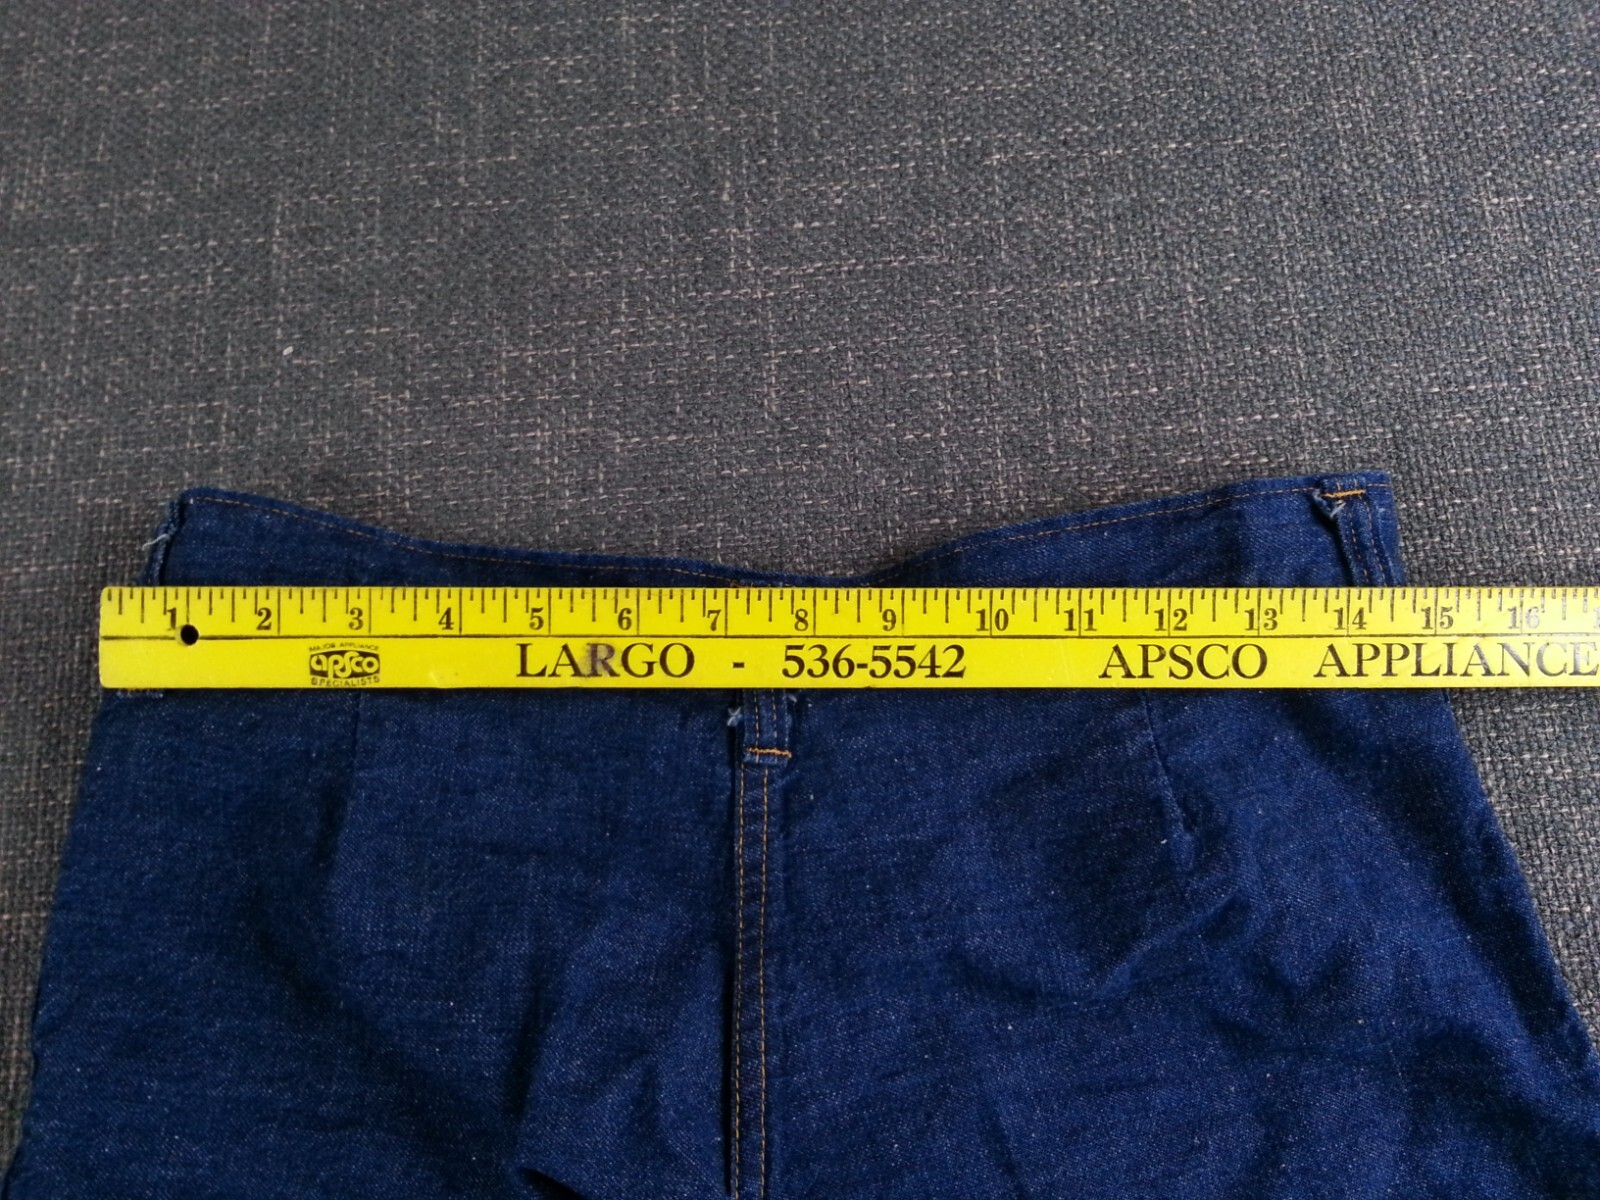 1 2 3 4 5 6 7 8 9 10 11 12 13 14 15 16
MAJOR APPLIANCE
apsco
SPECIALISTS
LARGO - 536-5542 APSCO APPLIANCE